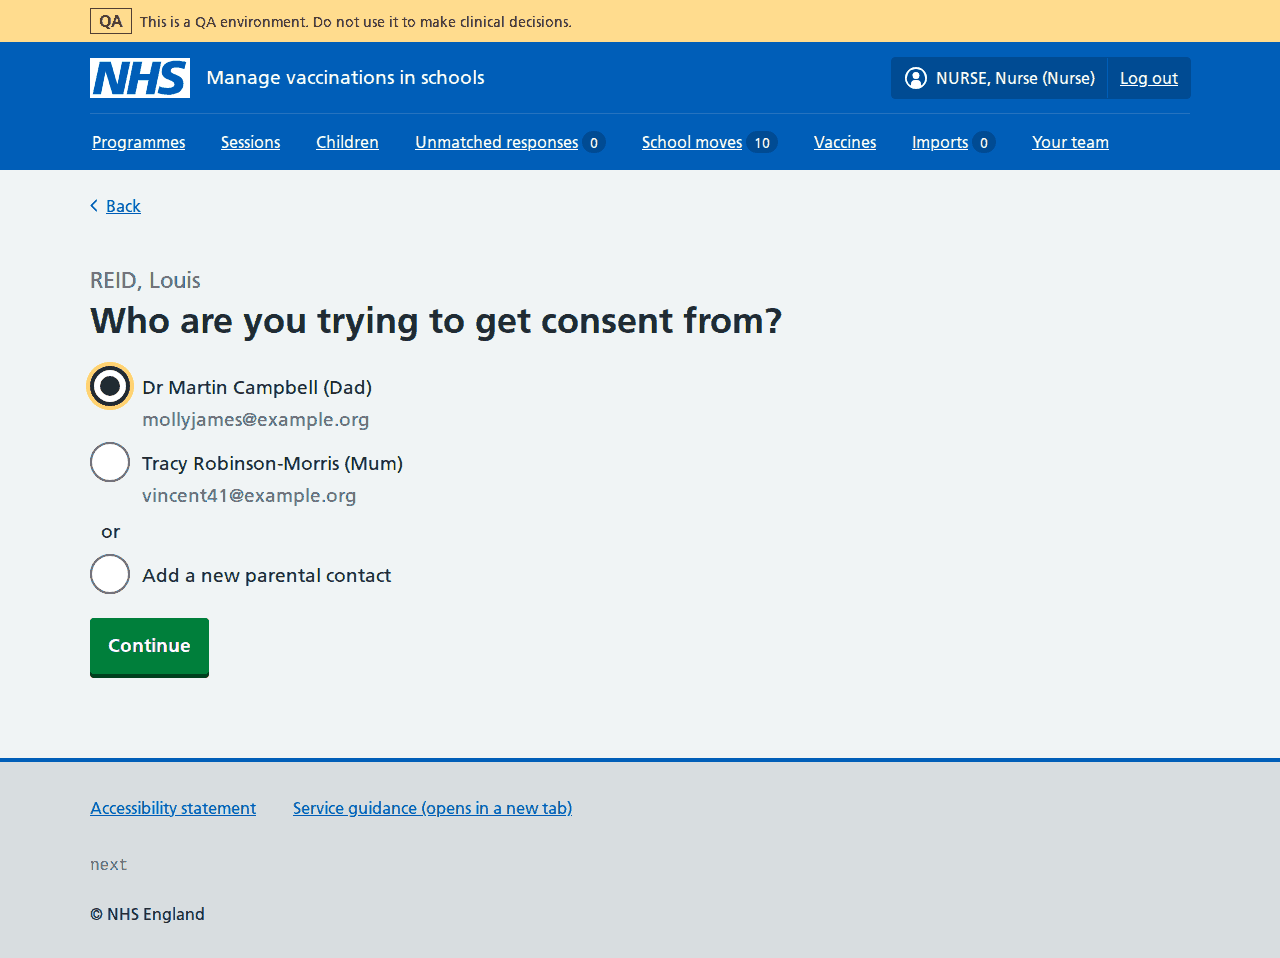 QA This is a QA environment. Do not use it to make clinical decisions.
NHS Manage vaccinations in schools NURSE, Nurse (Nurse) Log out
Programmes Sessions Children Unmatched responses 0 School moves 10 Vaccines Imports 0 Your team
Back
REID, Louis
Who are you trying to get consent from?
Dr Martin Campbell (Dad)
mollyjames@example.org
Tracy Robinson-Morris (Mum)
vincent41@example.org
or
Add a new parental contact
Continue
Accessibility statement Service guidance (opens in a new tab)
next
© NHS England